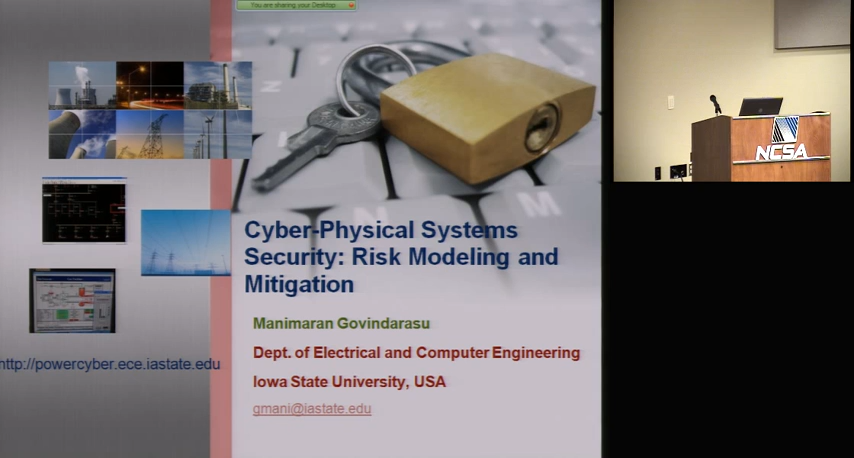 You are sharing your Desktop
Cyber-Physical Systems
Security: Risk Modeling and
Mitigation
Manimaran Govindarasu
Dept. of Electrical and Computer Engineering
Iowa State University, USA
gmani@iastate.edu
http://powercyber.ece.iastate.edu
NCSA